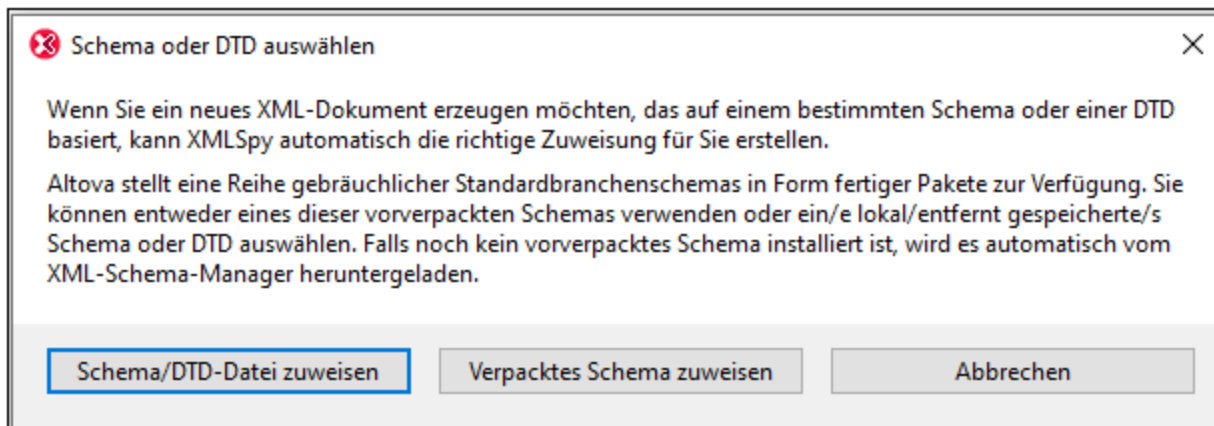 Schema oder DTD auswählen
Wenn Sie ein neues XML-Dokument erzeugen möchten, das auf einem bestimmten Schema oder einer DTD
basiert, kann XMLSpy automatisch die richtige Zuweisung für Sie erstellen.
Altova stellt eine Reihe gebräuchlicher Standardbranchenschemas in Form fertiger Pakete zur Verfügung. Sie
können entweder eines dieser vorverpackten Schemas verwenden oder ein/e lokal/entfernt gespeicherte/s
Schema oder DTD auswählen. Falls noch kein vorverpacktes Schema installiert ist, wird es automatisch vom
XML-Schema-Manager heruntergeladen.
Schema/DTD-Datei zuweisen
Verpacktes Schema zuweisen
Abbrechen